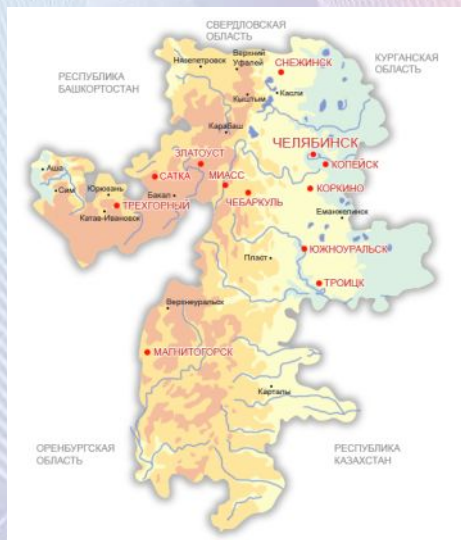 СВЕРДЛОВСКАЯ
ОБЛАСТЬ
КУРГАНСКАЯ
ОБЛАСТЬ
РЕСПУБЛИКА
БАШКОРТОСТАН
Нязепетровск
Верхний
Уфалей
СНЕЖИНСК
Касли
Кыштым
Карабаш
ЧЕЛЯБИНСК
ЗЛАТОУСТ
КОПЕЙСК
Аша
САТКА
МИАСС
Сим
Юрюзань
Бакал
ЧЕБАРКУЛЬ
КОРКИНО
ТРЕХГОРНЫЙ
Катав-Ивановск
Еманжелинск
ЮЖНОУРАЛЬСК
Пласт
ТРОИЦК
Верхнеуральск
МАГНИТОГОРСК
Карталы
ОРЕНБУРГСКАЯ
ОБЛАСТЬ
РЕСПУБЛИКА
КАЗАХСТАН